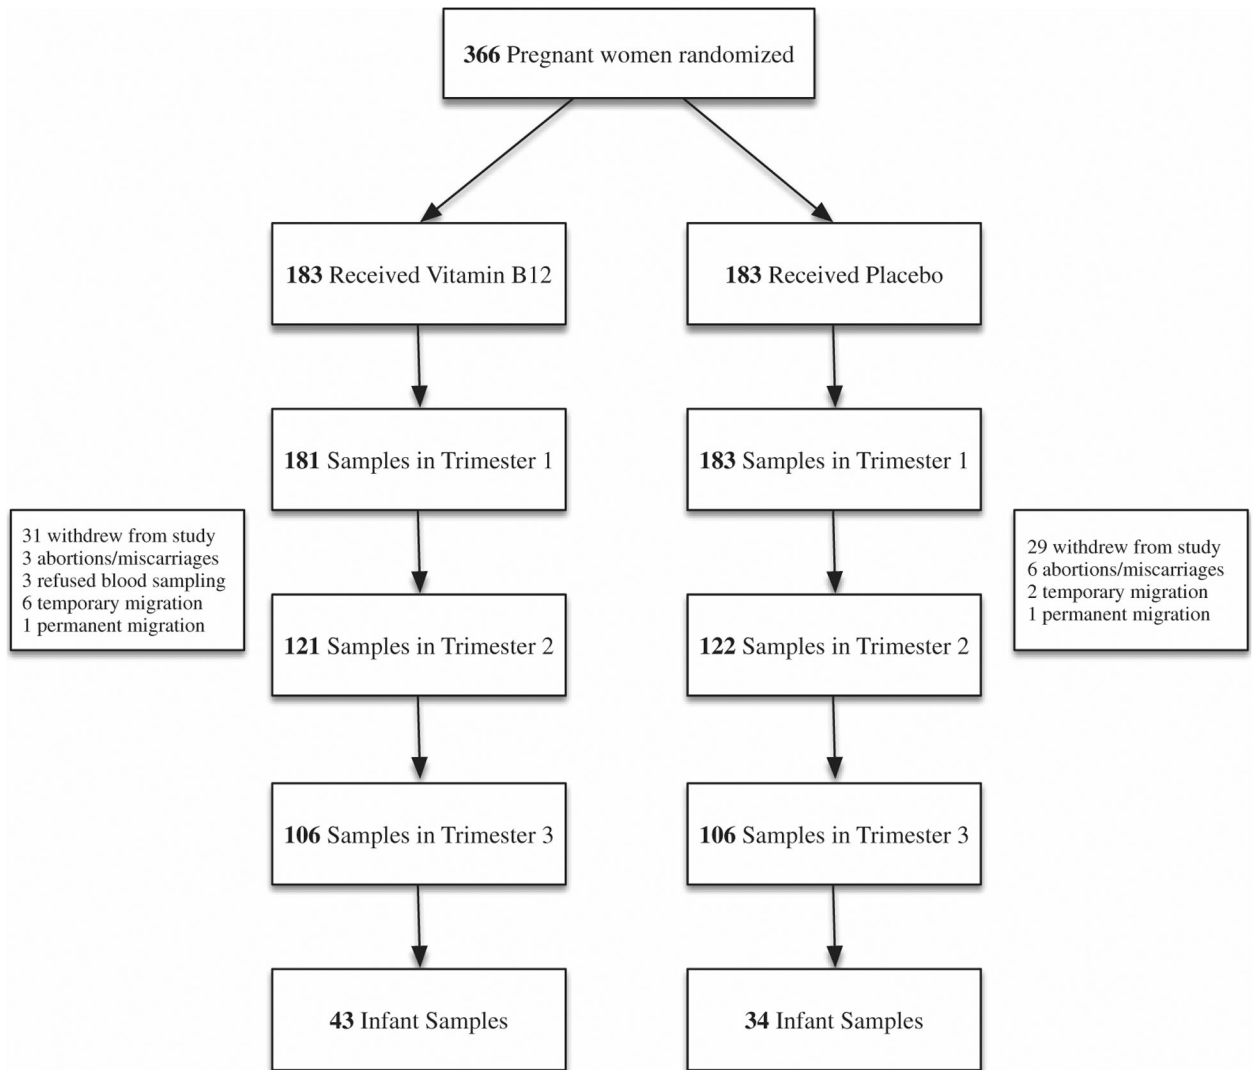 366 Pregnant women randomized
183 Received Vitamin B12
183 Received Placebo
181 Samples in Trimester 1
183 Samples in Trimester 1
31 withdrew from study
3 abortions/miscarriages
3 refused blood sampling
6 temporary migration
1 permanent migration
29 withdrew from study
6 abortions/miscarriages
2 temporary migration
1 permanent migration
121 Samples in Trimester 2
122 Samples in Trimester 2
106 Samples in Trimester 3
106 Samples in Trimester 3
43 Infant Samples
34 Infant Samples